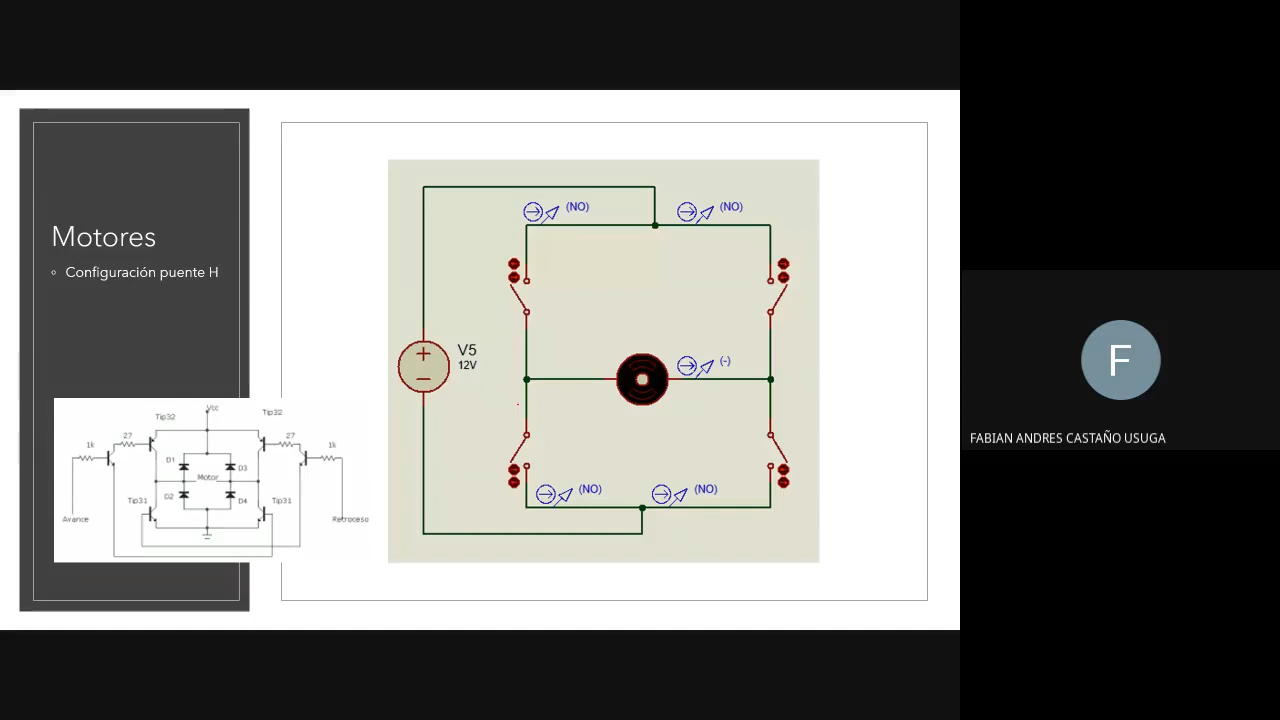 Motores
Configuración puente H
(NO)
(NO)
V5
12V
(-)
(NO)
(NO)
Vcc
Tip32
Tip32
1k
27
27
1k
D1
D3
Motor
D2
D4
Tip31
Tip31
Avance
Retroceso
F
FABIAN ANDRES CASTAÑO USUGA